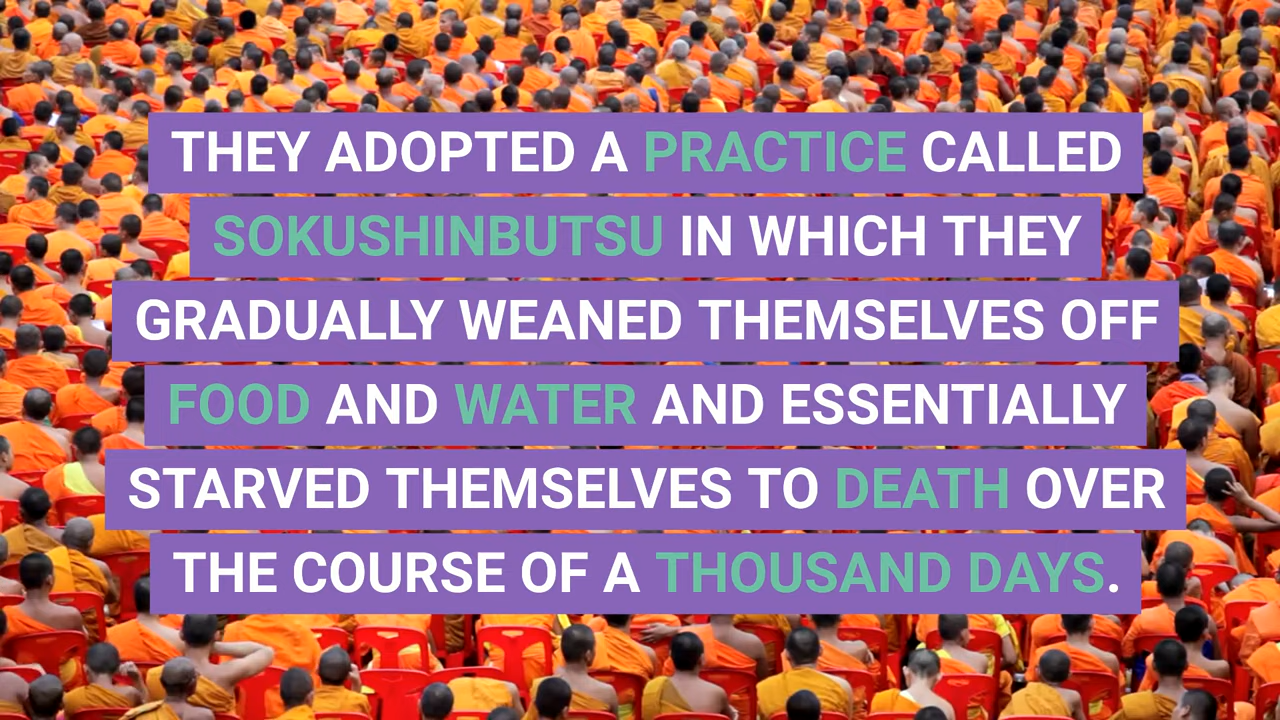 THEY ADOPTED A PRACTICE CALLED
SOKUSHINBUTSU IN WHICH THEY
GRADUALLY WEANED THEMSELVES OFF
FOOD AND WATER AND ESSENTIALLY
STARVED THEMSELVES TO DEATH OVER
THE COURSE OF A THOUSAND DAYS.